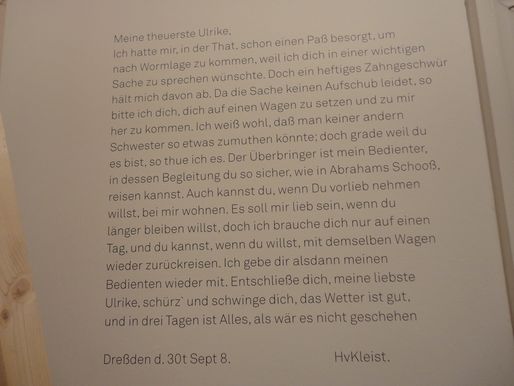 Meine theuerste Ulrike,
Ich hatte mir, in der That, schon einen Paß besorgt, um
nach Wormlage zu kommen, weil ich dich in einer wichtigen
Sache zu sprechen wünschte. Doch ein heftiges Zahngeschwür
hält mich davon ab. Da die Sache keinen Aufschub leidet, so
bitte ich dich, dich auf einen Wagen zu setzen und zu mir
her zu kommen. Ich weiß wohl, daß man keiner andern
Schwester so etwas zumuthen könnte; doch grade weil du
es bist, so thue ich es. Der Überbringer ist mein Bedienter,
in dessen Begleitung du so sicher, wie in Abrahams Schooß,
reisen kannst. Auch kannst du, wenn Du vorlieb nehmen
willst, bei mir wohnen. Es soll mir lieb sein, wenn du
länger bleiben willst, doch ich brauche dich nur auf einen
Tag, und du kannst, wenn du willst, mit demselben Wagen
wieder zurückreisen. Ich gebe dir alsdann meinen
Bedienten wieder mit. Entschließe dich, meine liebste
Ulrike, schürz` und schwinge dich, das Wetter ist gut,
und in drei Tagen ist Alles, als wär es nicht geschehen
Dreßden d. 30t Sept 8. HvKleist.